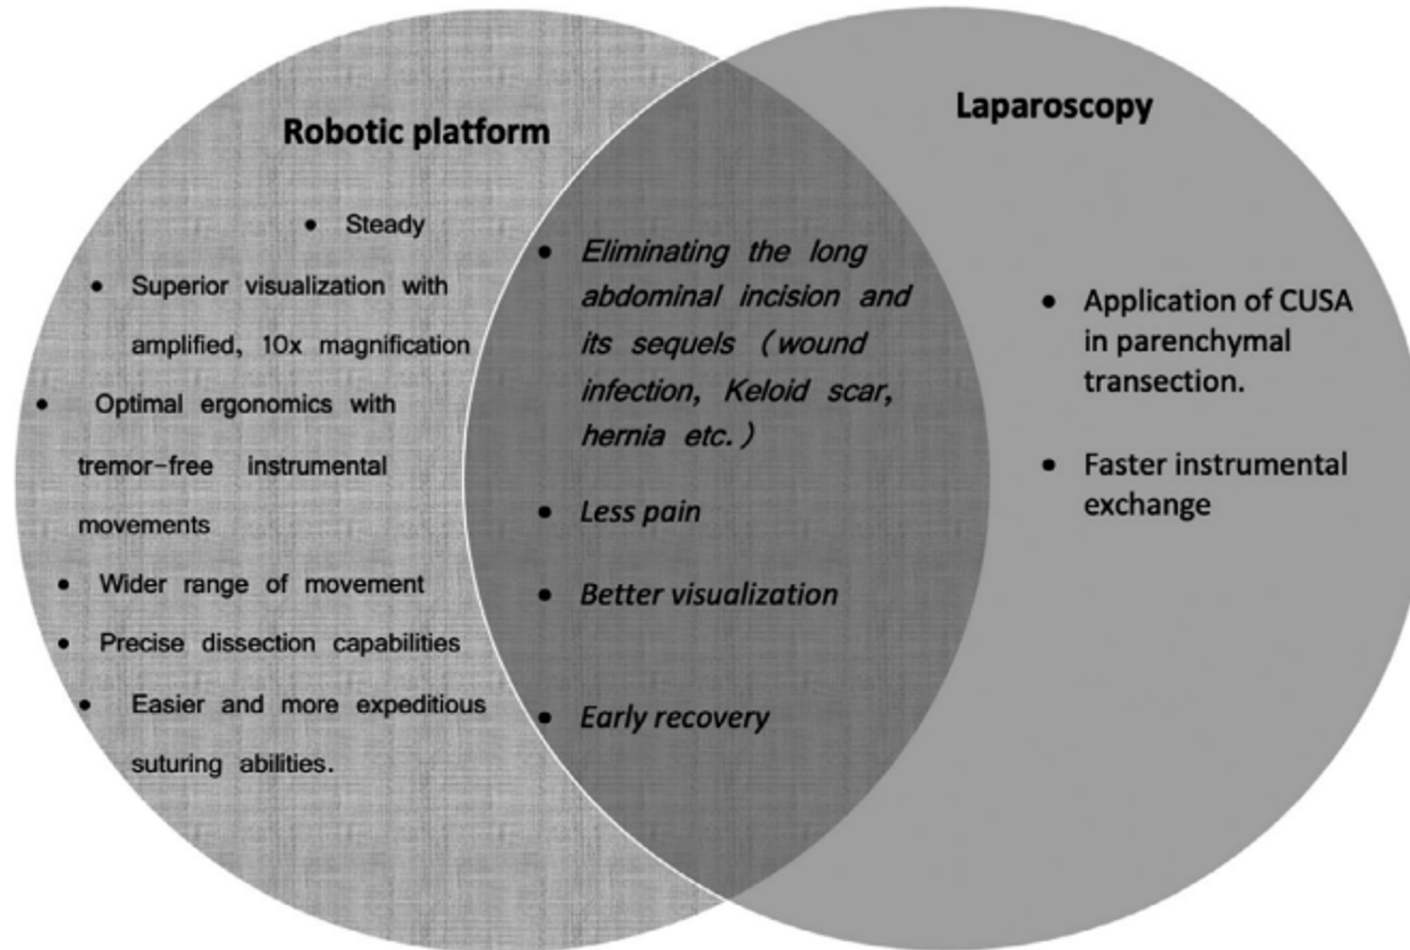 Robotic platform
• Steady
• Superior visualization with
amplified, 10x magnification
• Optimal ergonomics with
tremor-free instrumental
movements
• Wider range of movement
• Precise dissection capabilities
• Easier and more expeditious
suturing abilities.
• Eliminating the long
abdominal incision and
its sequels (wound
infection, Keloid scar,
hernia etc.)
• Less pain
• Better visualization
• Early recovery
Laparoscopy
• Application of CUSA
in parenchymal
transection.
• Faster instrumental
exchange